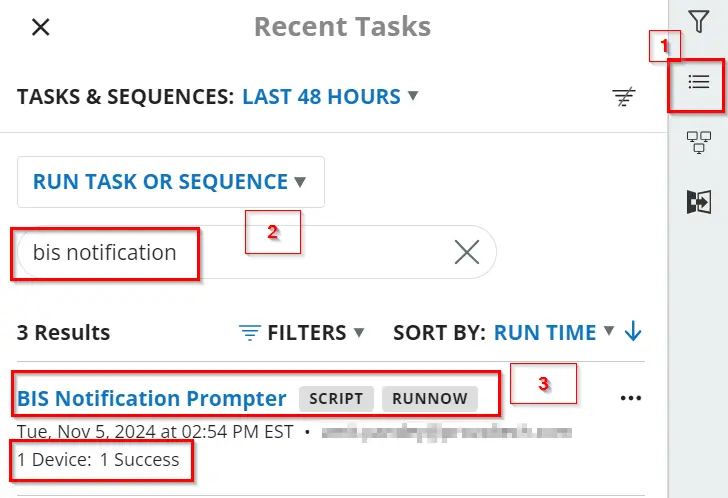 Recent Tasks
1
TASKS & SEQUENCES: LAST 48 HOURS
RUN TASK OR SEQUENCE
2
bis notification
3 Results FILTERS SORT BY: RUN TIME
3
BIS Notification Prompter SCRIPT RUNNOW
Tue, Nov 5, 2024 at 02:54 PM EST •
1 Device: 1 Success